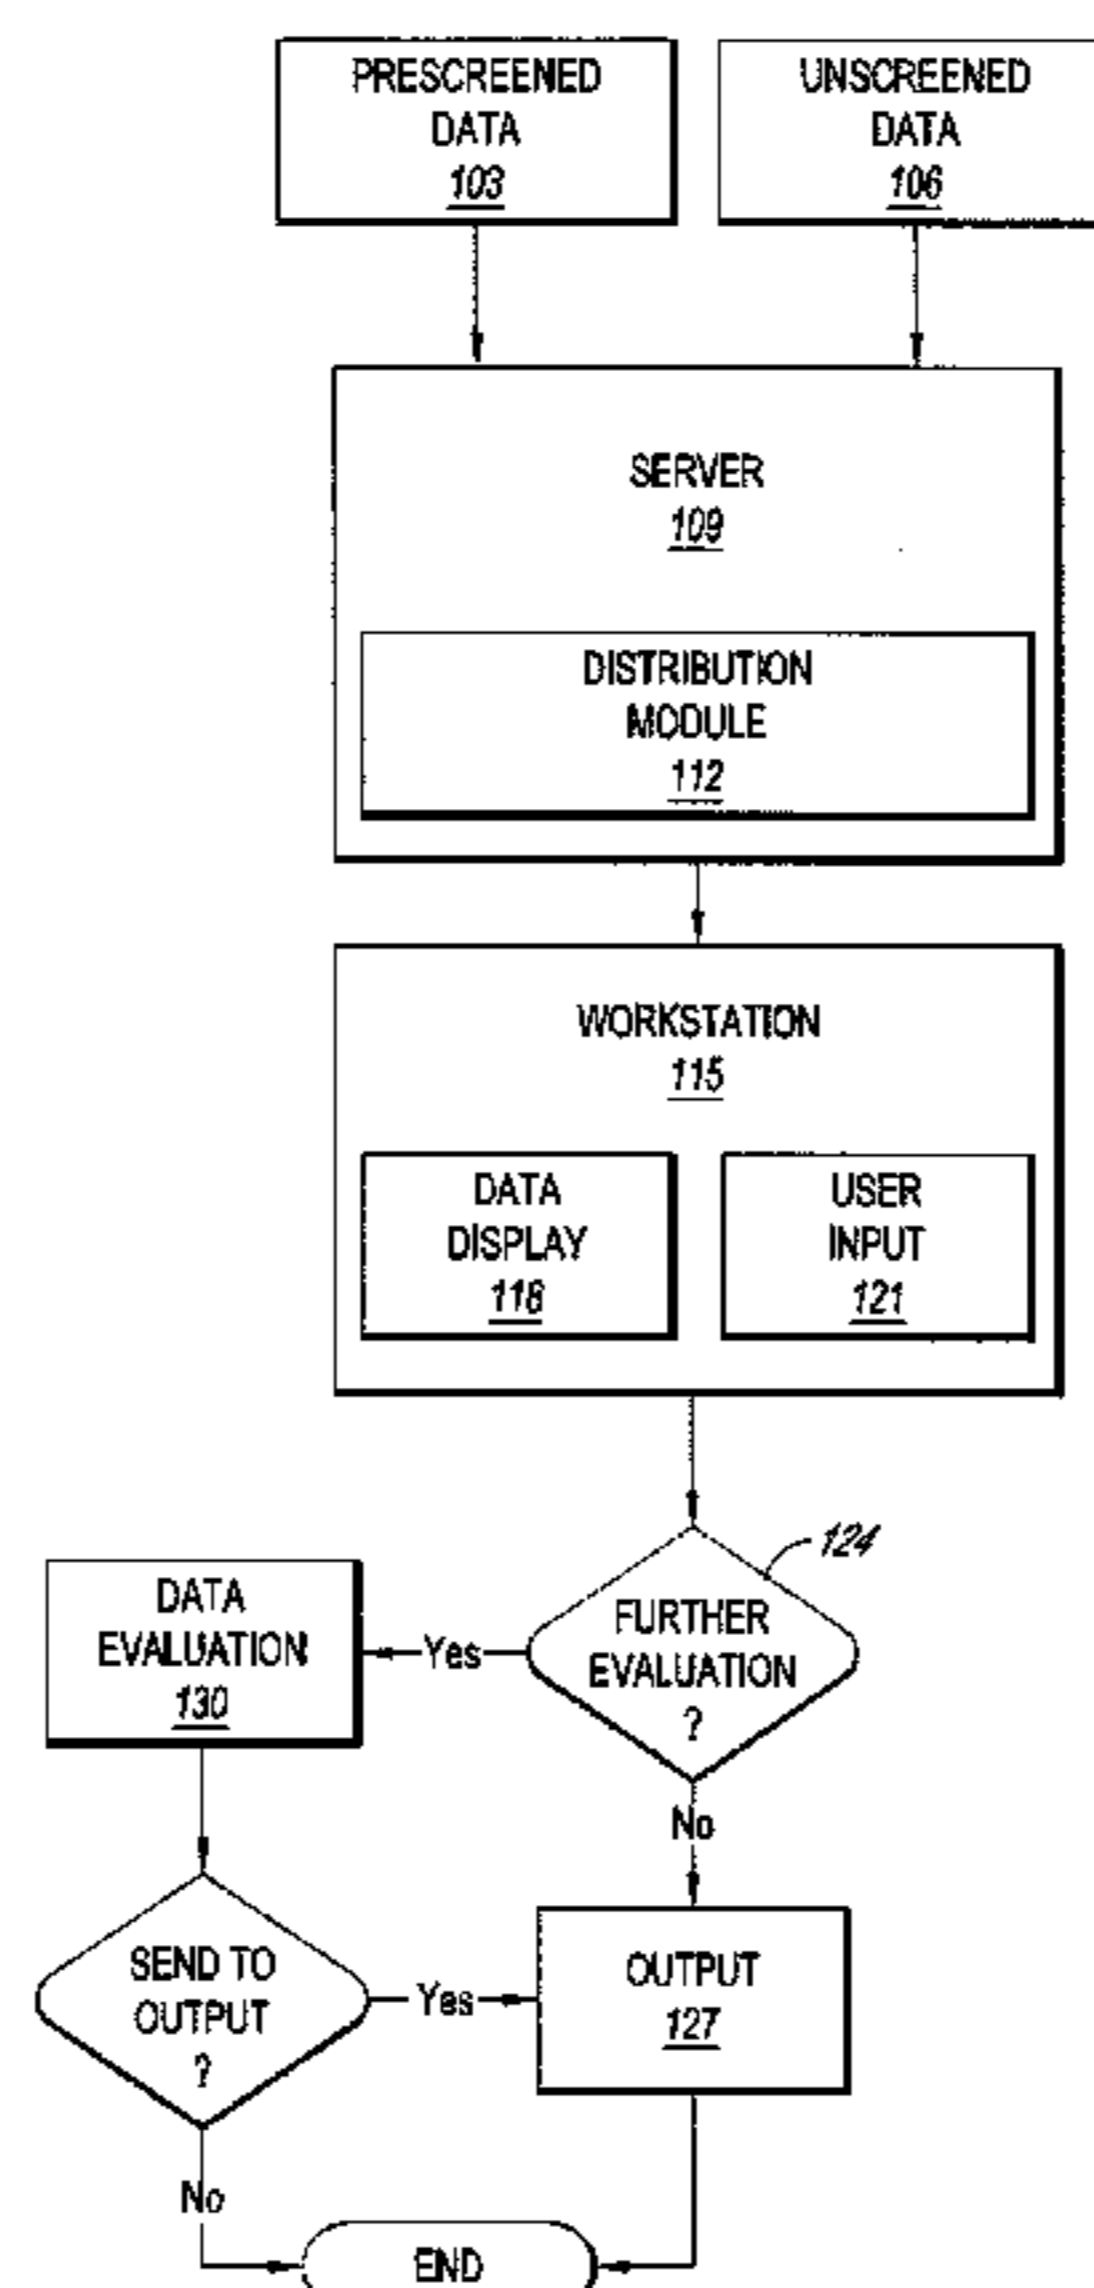 PRESCREENED
DATA
103
UNSCREENED
DATA
106
SERVER
109
DISTRIBUTION
MODULE
112
WORKSTATION
115
DATA
DISPLAY
118
USER
INPUT
121
124
FURTHER
EVALUATION
?
Yes
DATA
EVALUATION
130
No
SEND TO
OUTPUT
?
Yes
OUTPUT
127
No
END